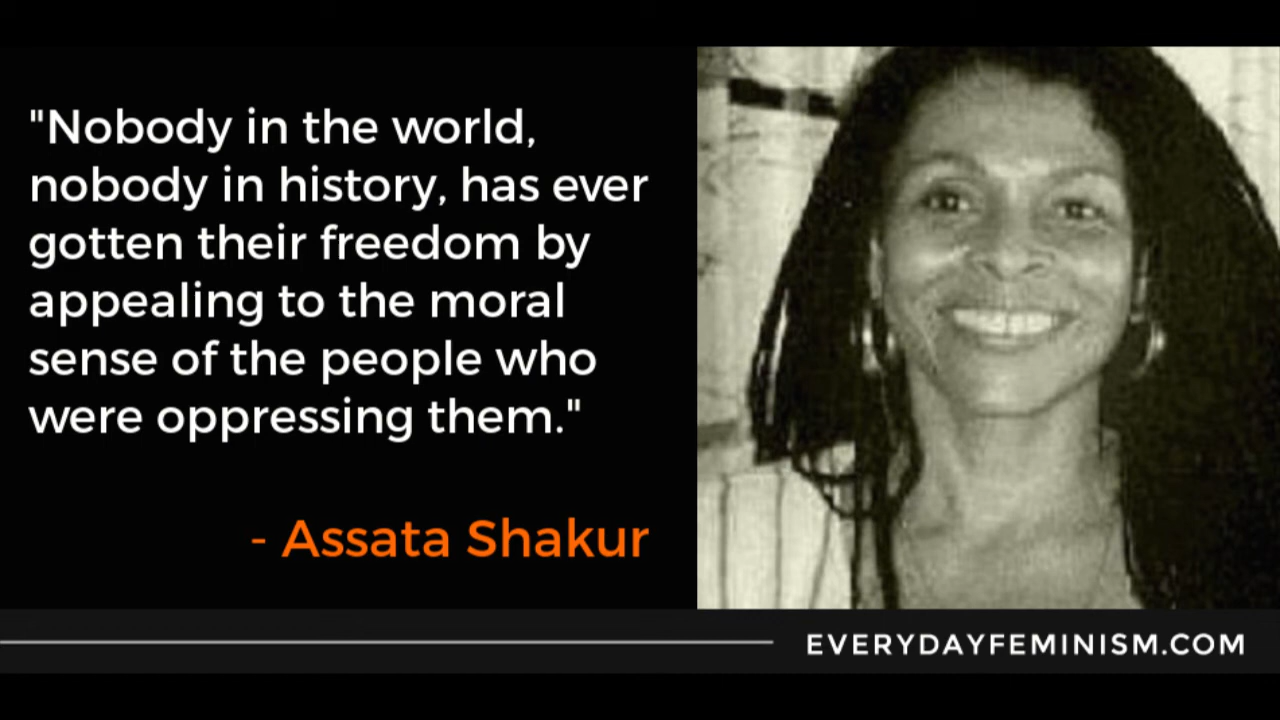 "Nobody in the world,
nobody in history, has ever
gotten their freedom by
appealing to the moral
sense of the people who
were oppressing them."
- Assata Shakur
EVERYDAYFEMINISM.COM